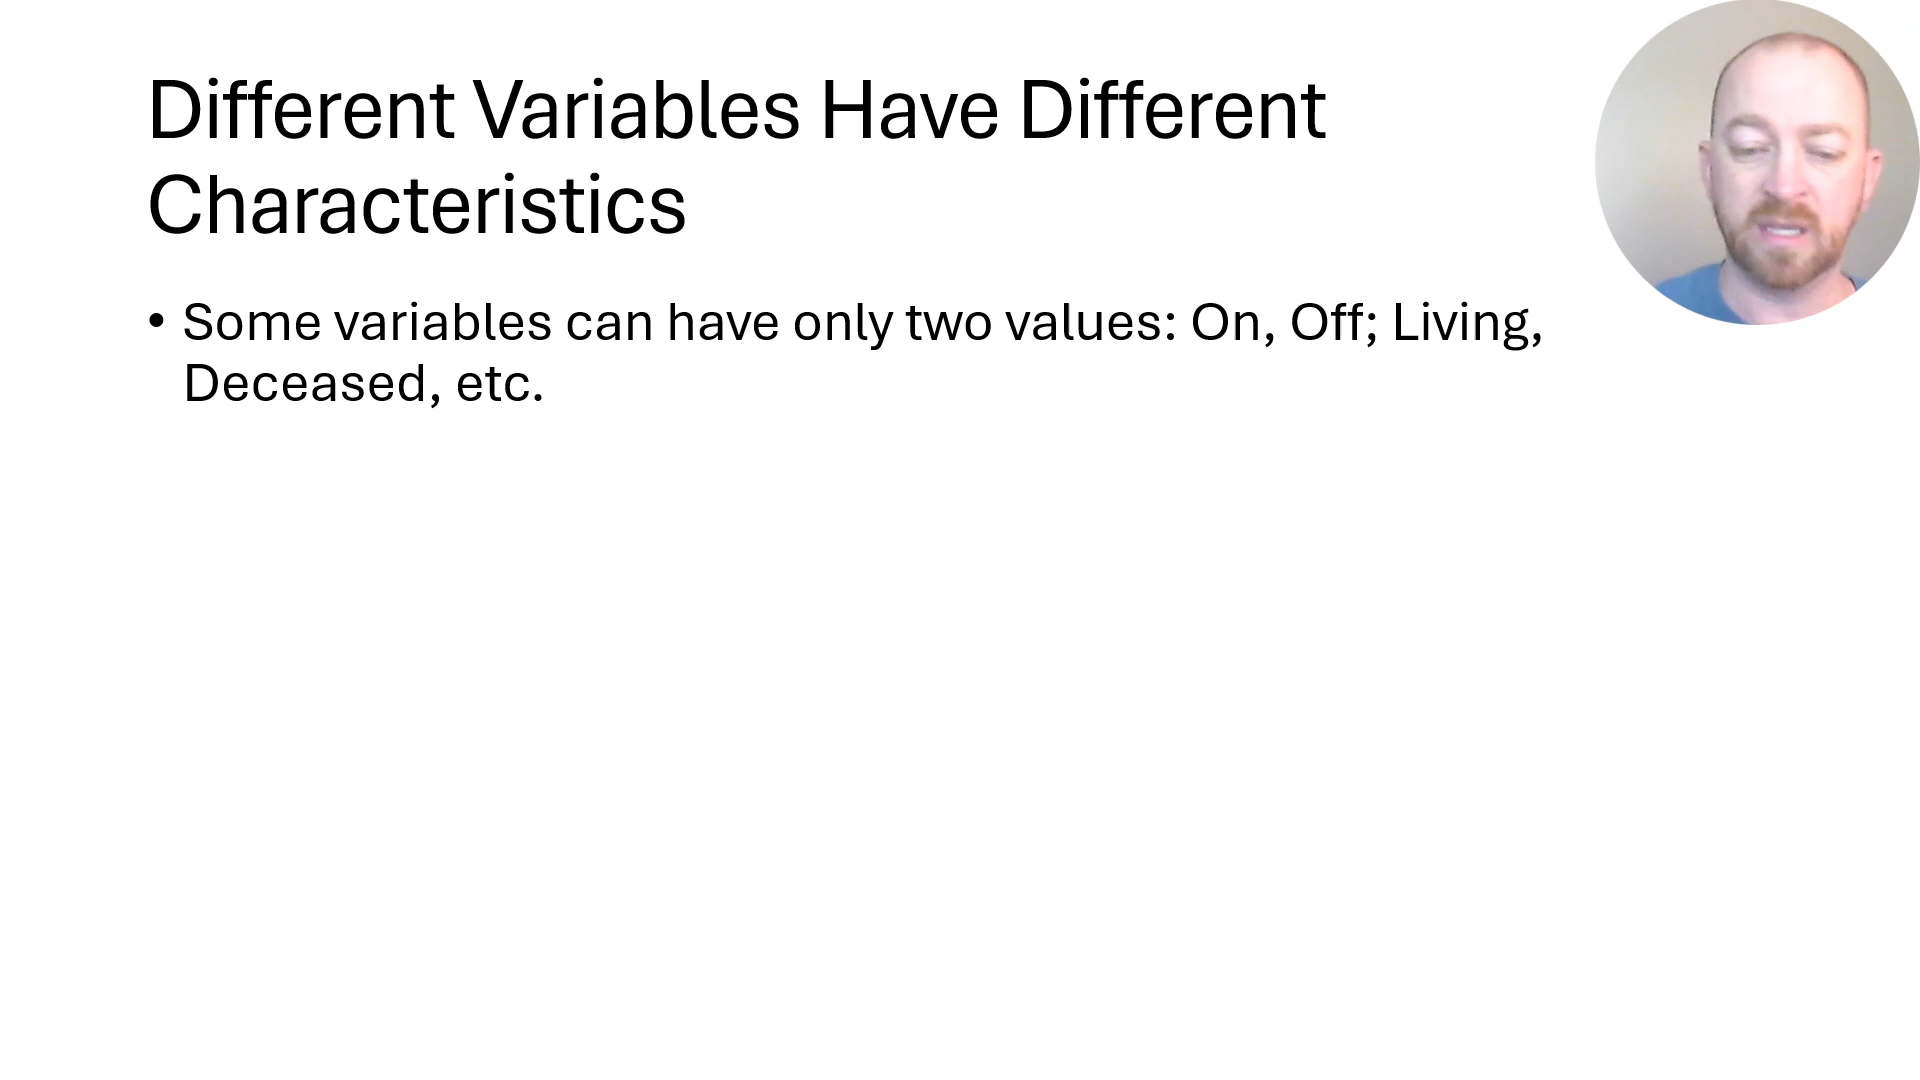 Different Variables Have Different
Characteristics
• Some variables can have only two values: On, Off; Living,
Deceased, etc.